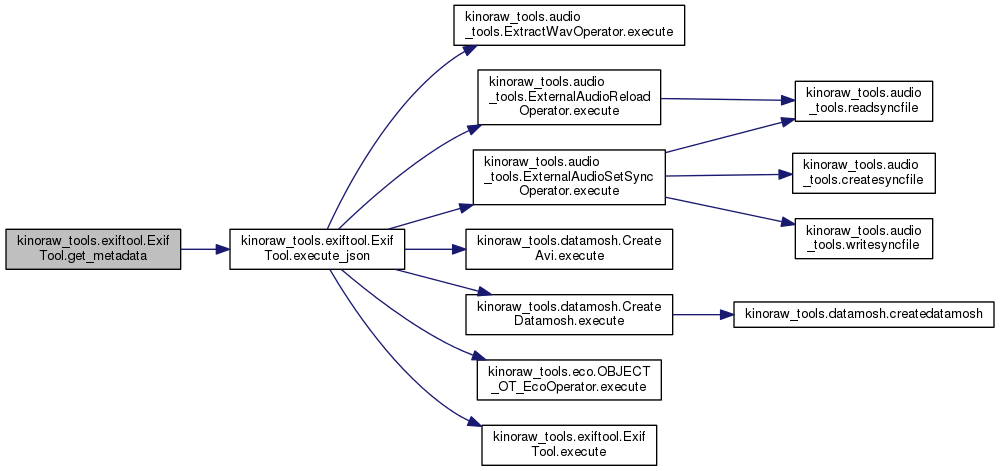 kinoraw_tools.audio
_tools.ExtractWavOperator.execute
kinoraw_tools.audio
_tools.ExternalAudioReload
Operator.execute
kinoraw_tools.audio
_tools.readsyncfile
kinoraw_tools.audio
_tools.ExternalAudioSetSync
Operator.execute
kinoraw_tools.audio
_tools.createsyncfile
kinoraw_tools.audio
_tools.writesyncfile
kinoraw_tools.exiftool.Exif
Tool.get_metadata
kinoraw_tools.exiftool.Exif
Tool.execute_json
kinoraw_tools.datamosh.Create
Avi.execute
kinoraw_tools.datamosh.Create
Datamosh.execute
kinoraw_tools.datamosh.createdatamosh
kinoraw_tools.eco.OBJECT
_OT_EcoOperator.execute
kinoraw_tools.exiftool.Exif
Tool.execute